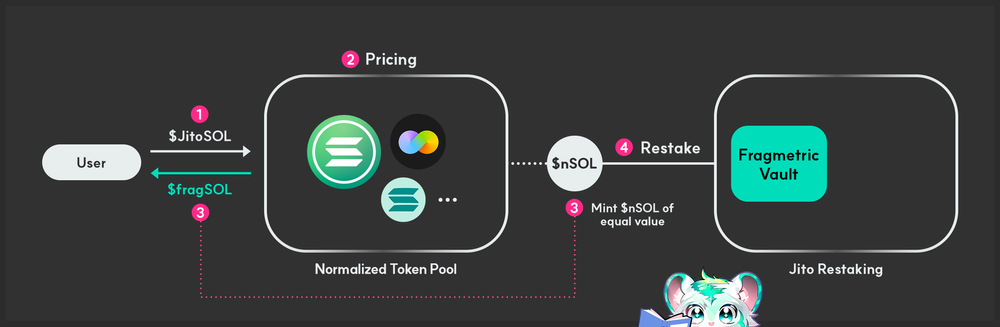 2 Pricing
1
$JitoSOL
User
$fragSOL
3
$nSOL
4 Restake
3 Mint $nSOL of
equal value
Fragmetric
Vault
...
Normalized Token Pool
Jito Restaking